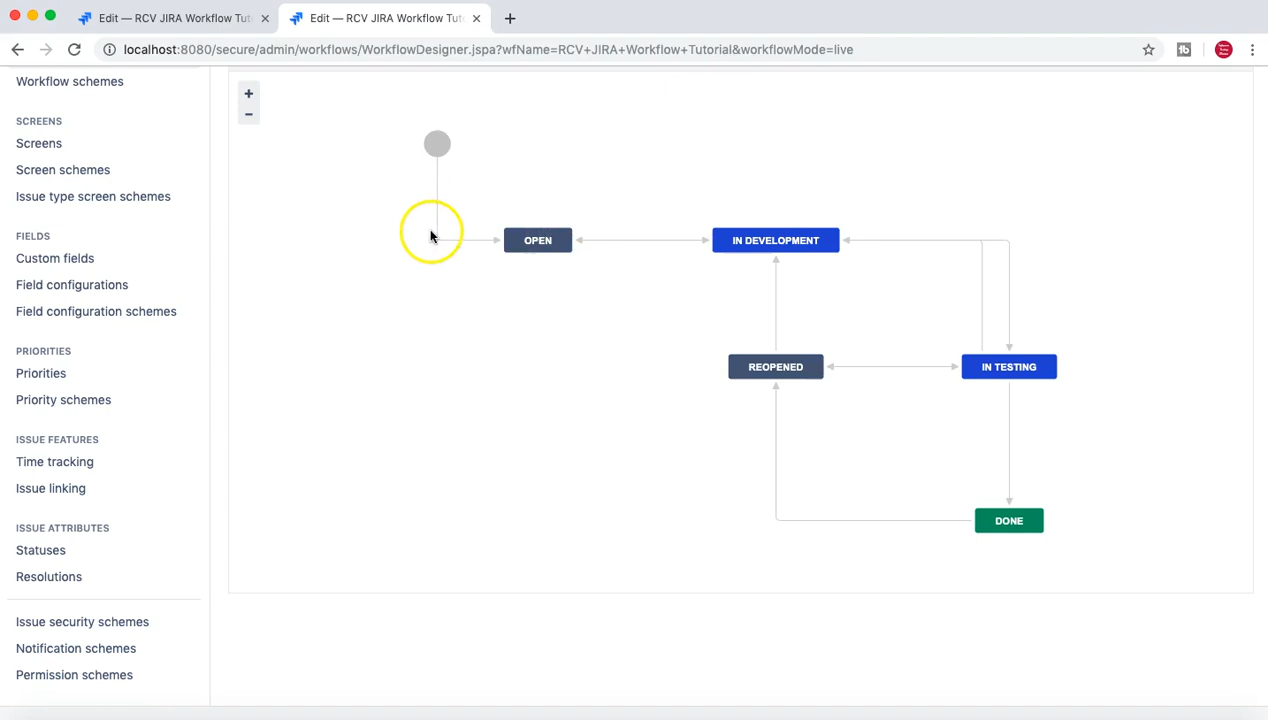 Edit — RCV JIRA Workflow Tut
Edit — RCV JIRA Workflow Tut
localhost:8080/secure/admin/workflows/WorkflowDesigner.jspa?wfName=RCV+JIRA+Workflow+Tutorial&workflowMode=live
Workflow schemes
SCREENS
Screens
Screen schemes
Issue type screen schemes
FIELDS
Custom fields
Field configurations
Field configuration schemes
PRIORITIES
Priorities
Priority schemes
ISSUE FEATURES
Time tracking
Issue linking
ISSUE ATTRIBUTES
Statuses
Resolutions
Issue security schemes
Notification schemes
Permission schemes
+
−
OPEN
IN DEVELOPMENT
REOPENED
IN TESTING
DONE